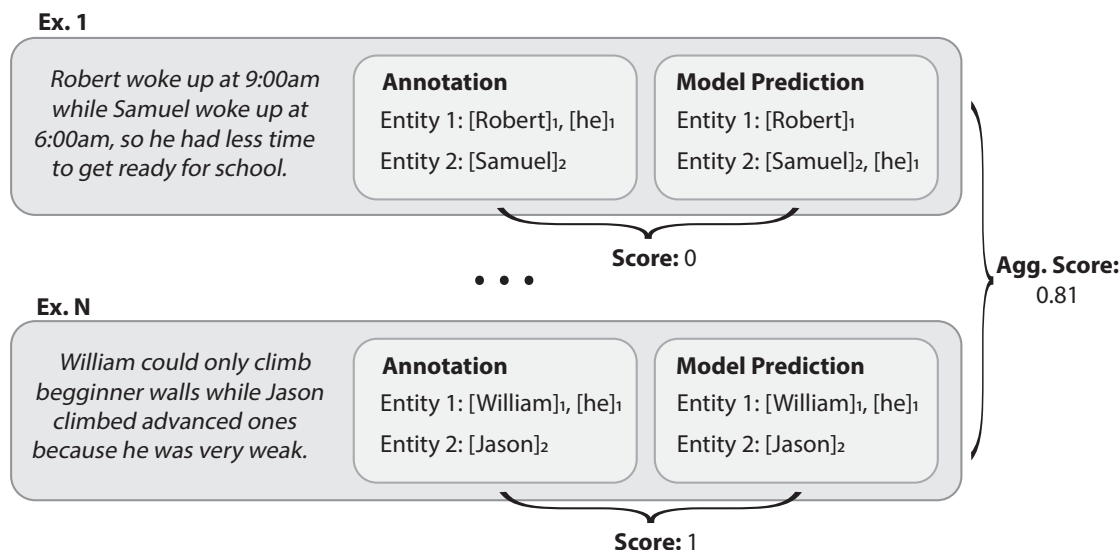 Ex. 1
Robert woke up at 9:00am
while Samuel woke up at
6:00am, so he had less time
to get ready for school.
Annotation
Entity 1: [Robert]₁, [he]₁
Entity 2: [Samuel]₂
Model Prediction
Entity 1: [Robert]₁
Entity 2: [Samuel]₂, [he]₁
Score: 0
• • •
Agg. Score:
0.81
Ex. N
William could only climb
begginner walls while Jason
climbed advanced ones
because he was very weak.
Annotation
Entity 1: [William]₁, [he]₁
Entity 2: [Jason]₂
Model Prediction
Entity 1: [William]₁, [he]₁
Entity 2: [Jason]₂
Score: 1